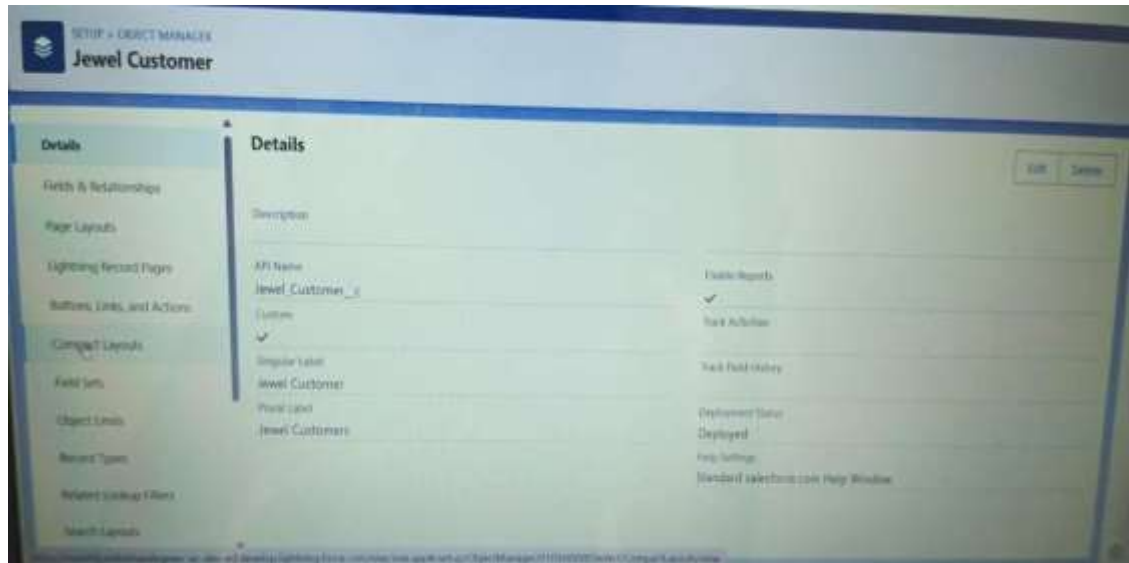 SETUP > OBJECT MANAGER
Jewel Customer
Details
Fields & Relationships
Page Layouts
Lightning Record Pages
Buttons, Links, and Actions
Compact Layouts
Field Sets
Object Limits
Record Types
Related Lookup Filters
Search Layouts
Details
Edit
Delete
Description
API Name
Jewel_Customer__c
Custom
✓
Singular Label
Jewel Customer
Plural Label
Jewel Customers
Enable Reports
✓
Track Activities
Track Field History
Deployment Status
Deployed
Help Settings
Standard salesforce.com Help Window